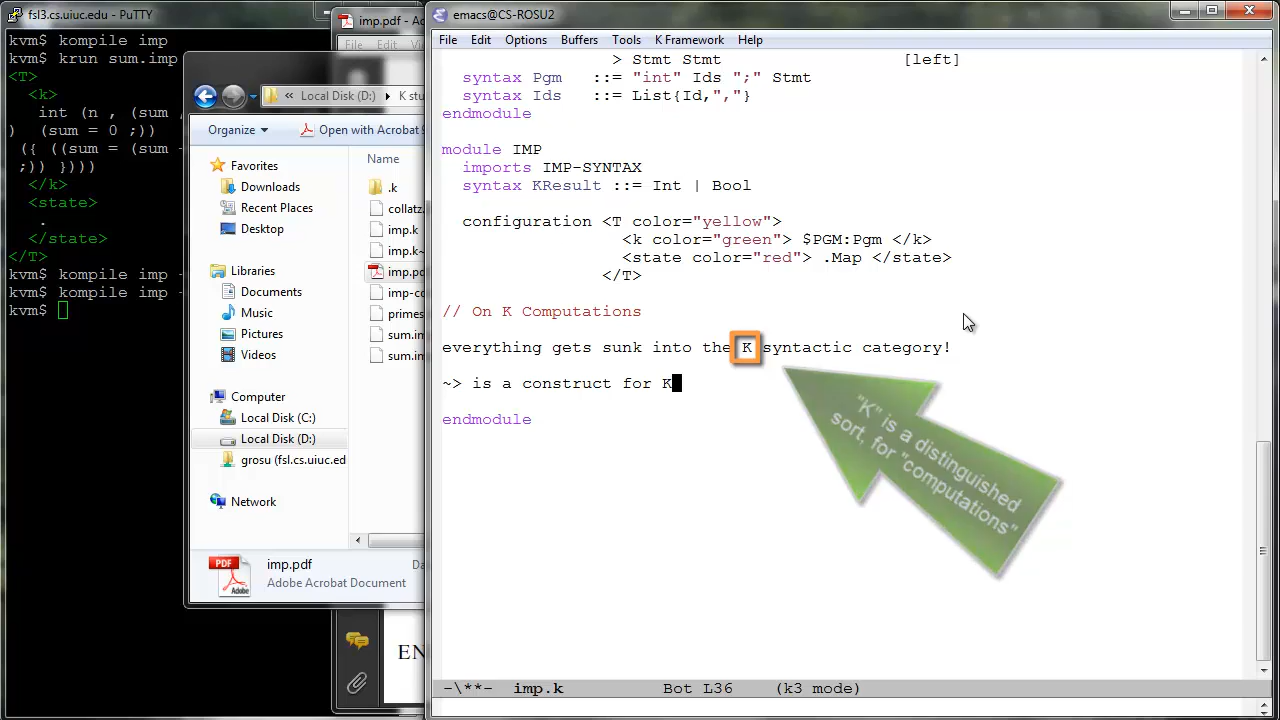 fsl3.cs.uiuc.edu - PuTTY
kvm$ kompile imp
kvm$ krun sum.imp
<T>
<k>
int (n , (sum ,
) (sum = 0 ;))
({ ((sum = (sum
;)) })))
</k>
<state>
.
</state>
</T>
kvm$ kompile imp -
kvm$ kompile imp -
kvm$
imp.pdf - A
File
Edit
Local Disk (D:)
K stu
Organize
Open with Acrobat
Favorites
Downloads
Recent Places
Desktop
Libraries
Documents
Music
Pictures
Videos
Computer
Local Disk (C:)
Local Disk (D:)
grosu (fsl.cs.uiuc.ed
Network
Name
.k
collatz.
imp.k
imp.k~
imp.pd
imp-co
primes
sum.im
sum.im
imp.pdf
Da
Adobe Acrobat Document
EN
emacs@CS-ROSU2
File Edit Options Buffers Tools K Framework Help
> Stmt Stmt [left]
syntax Pgm ::= "int" Ids ";" Stmt
syntax Ids ::= List{Id,","}
endmodule
module IMP
imports IMP-SYNTAX
syntax KResult ::= Int | Bool
configuration <T color="yellow">
<k color="green"> $PGM:Pgm </k>
<state color="red"> .Map </state>
</T>
// On K Computations
everything gets sunk into the K syntactic category!
~> is a construct for K
endmodule
"K" is a distinguished
sort, for "computations"
-\**- imp.k Bot L36 (k3 mode)